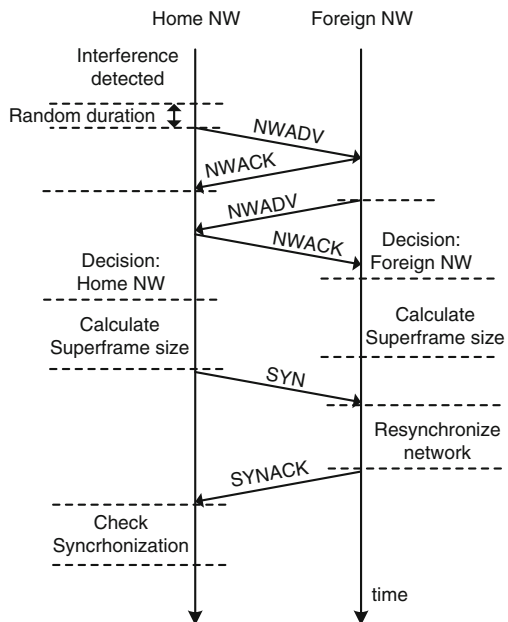 Home NW
Foreign NW
Interference
detected
Random duration
NWADV
NWACK
NWADV
NWACK
Decision:
Home NW
Decision:
Foreign NW
Calculate
Superframe size
Calculate
Superframe size
SYN
Resynchronize
network
SYNACK
Check
Syncrhonization
time